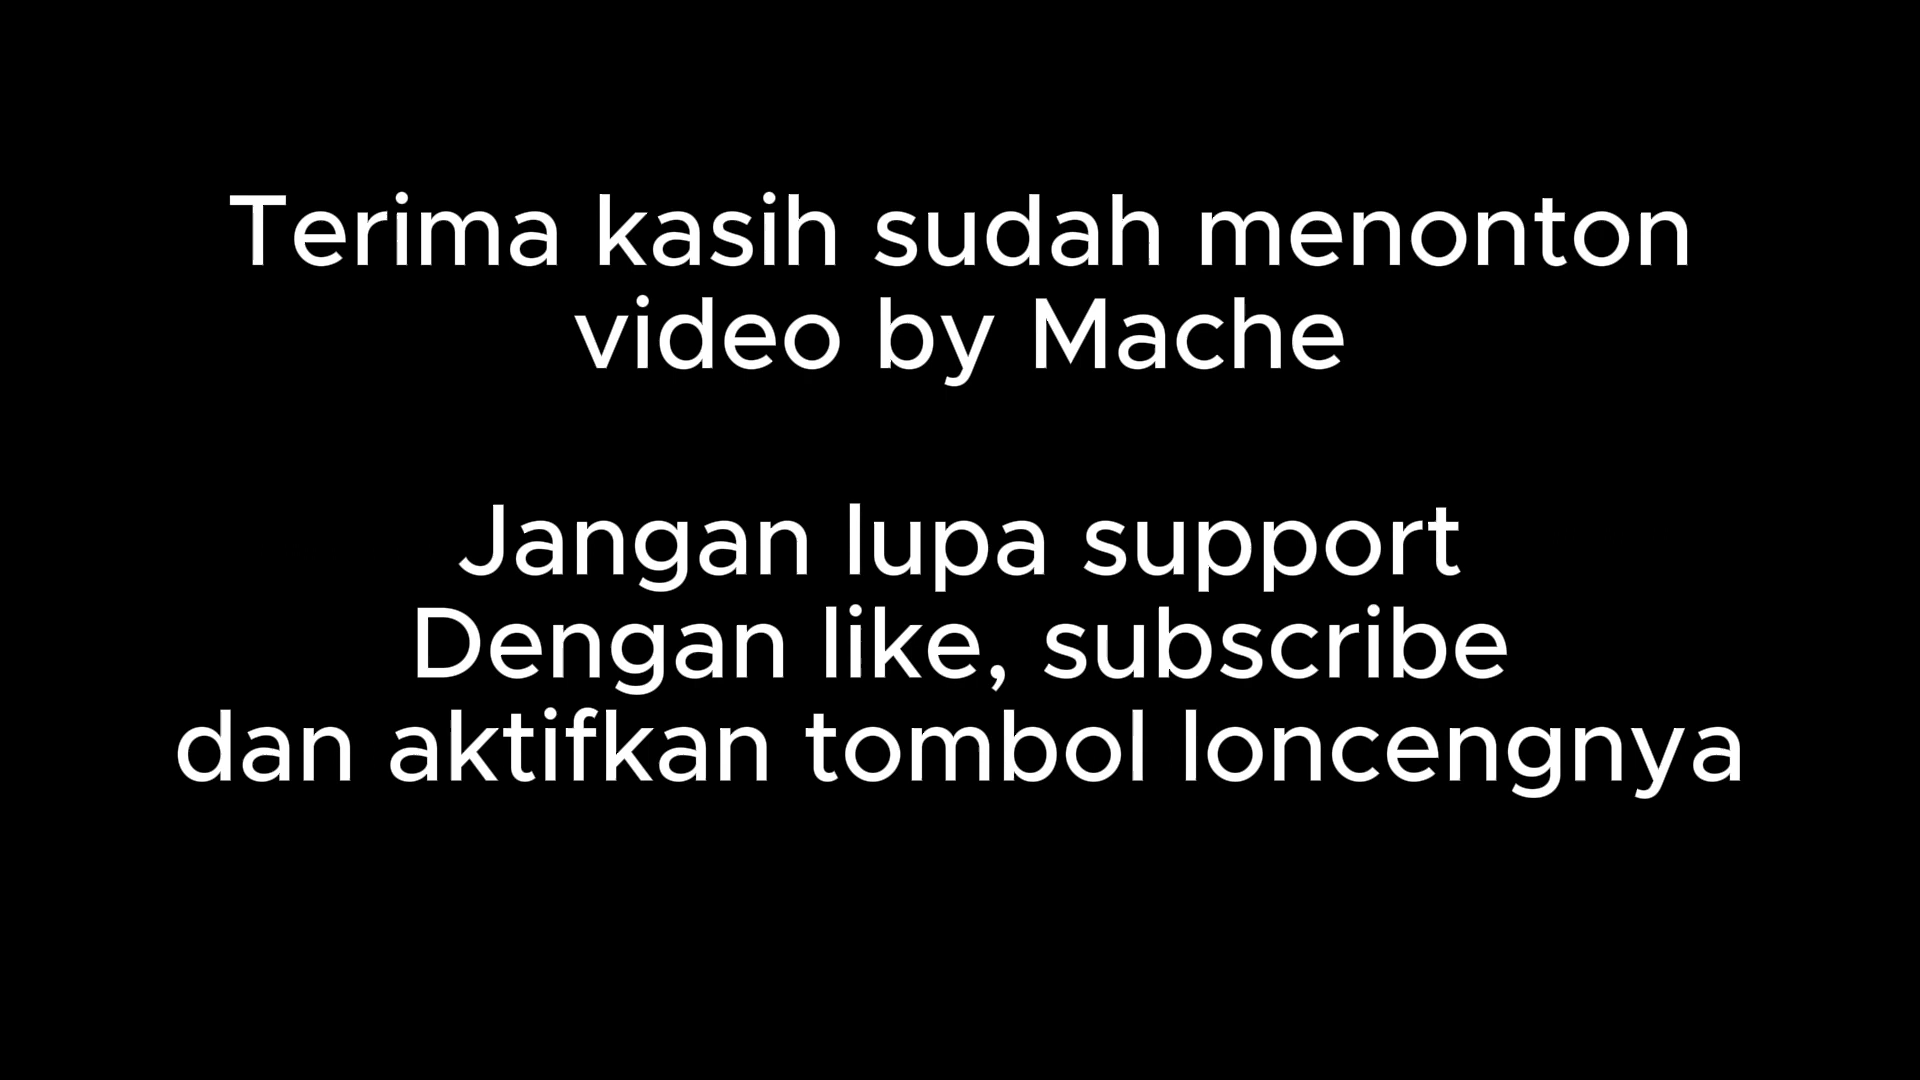 Terima kasih sudah menonton
video by Mache
Jangan lupa support
Dengan like, subscribe
dan aktifkan tombol loncengnya